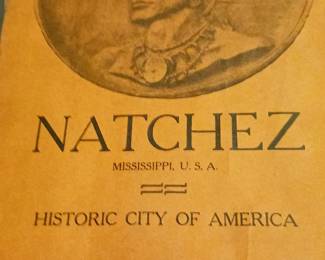 NATCHEZ
MISSISSIPPI, U. S. A.
HISTORIC CITY OF AMERICA